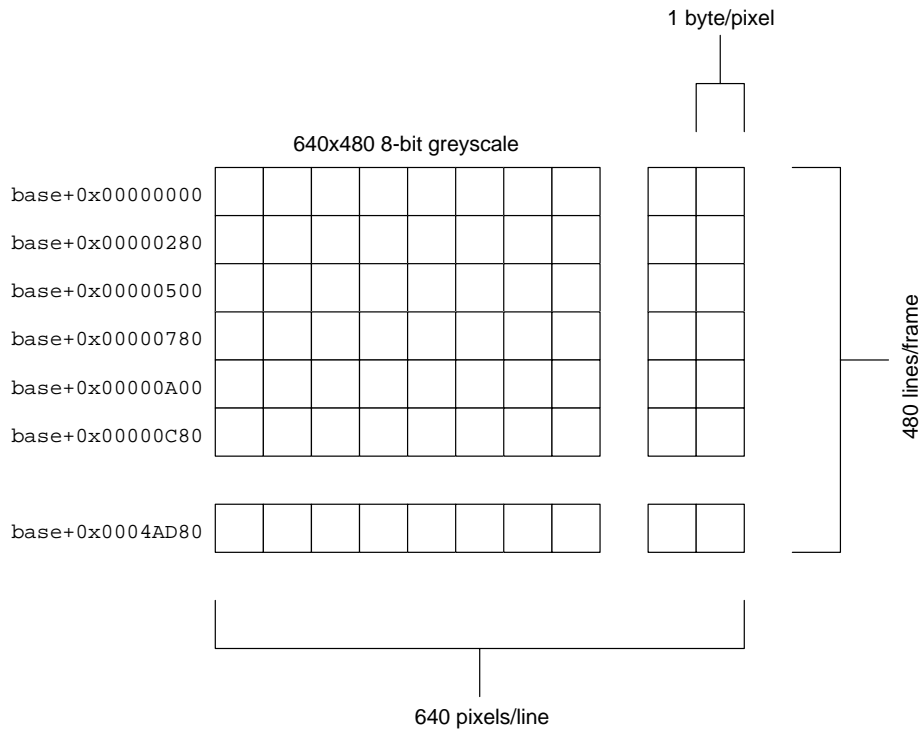 1 byte/pixel
640x480 8-bit greyscale
base+0x00000000
base+0x00000280
base+0x00000500
base+0x00000780
base+0x00000A00
base+0x00000C80
base+0x0004AD80
480 lines/frame
640 pixels/line